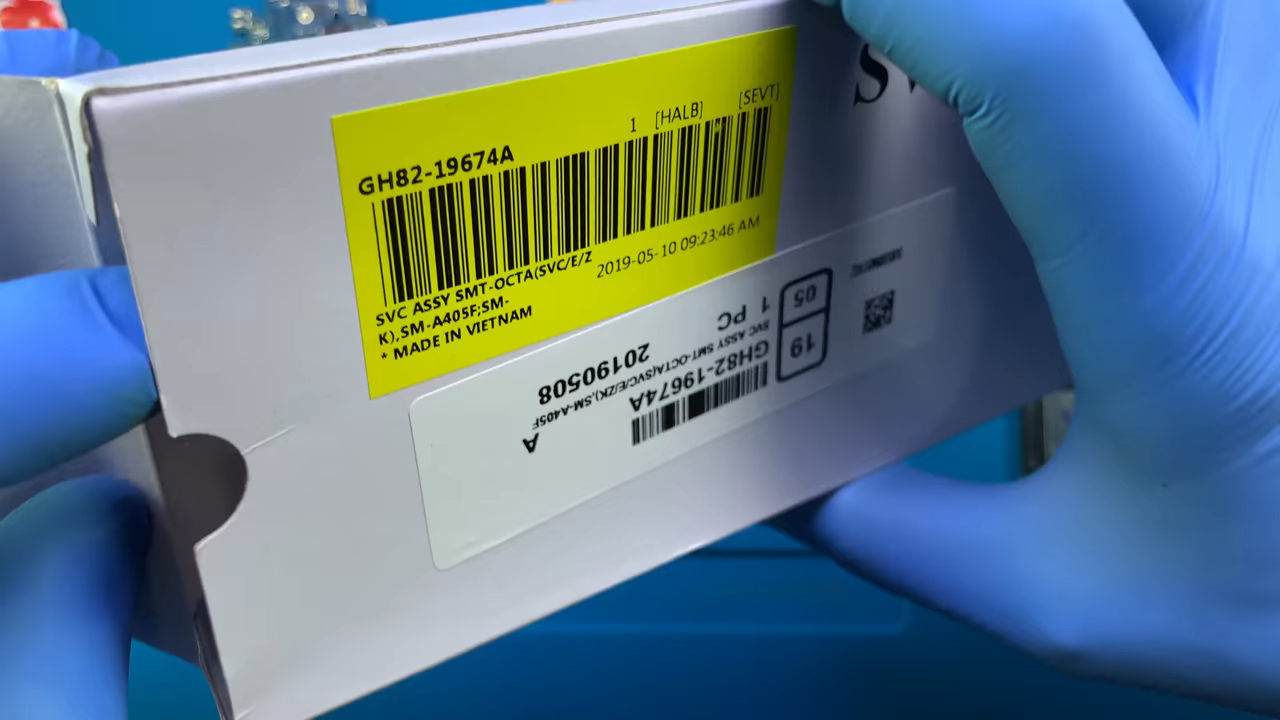 1 [HALB] [SEVT]
GH82-19674A
SVC ASSY SMT-OCTA(SVC/E/Z
2019-05-10 09:23:46 AM
K),SM-A405F;SM-
* MADE IN VIETNAM
GH82-19674A
SVC ASSY SMT-OCTA(SVC/E/ZK),SM-A405F
1 PC
20190508
A
19
05